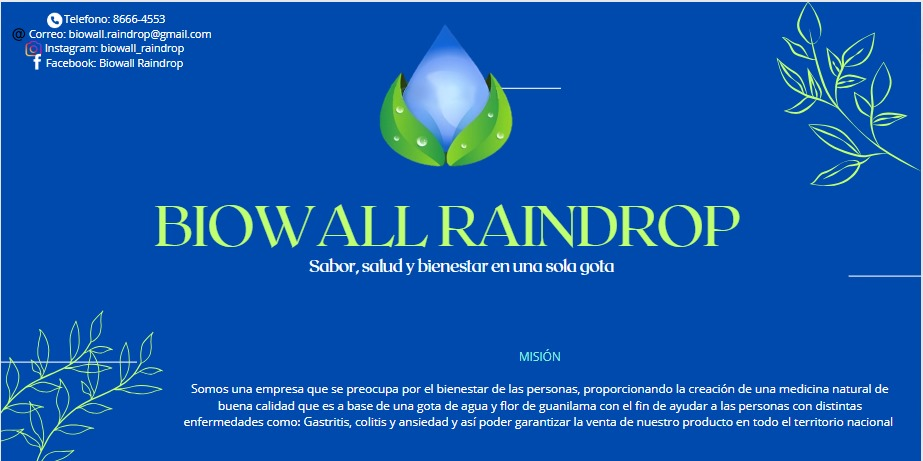 Telefono: 8666-4553
@ Correo: biowall.raindrop@gmail.com
Instagram: biowall_raindrop
Facebook: Biowall Raindrop
BIOWALL RAINDROP
Sabor, salud y bienestar en una sola gota
MISIÓN
Somos una empresa que se preocupa por el bienestar de las personas, proporcionando la creación de una medicina natural de
buena calidad que es a base de una gota de agua y flor de guanilama con el fin de ayudar a las personas con distintas
enfermedades como: Gastritis, colitis y ansiedad y así poder garantizar la venta de nuestro producto en todo el territorio nacional